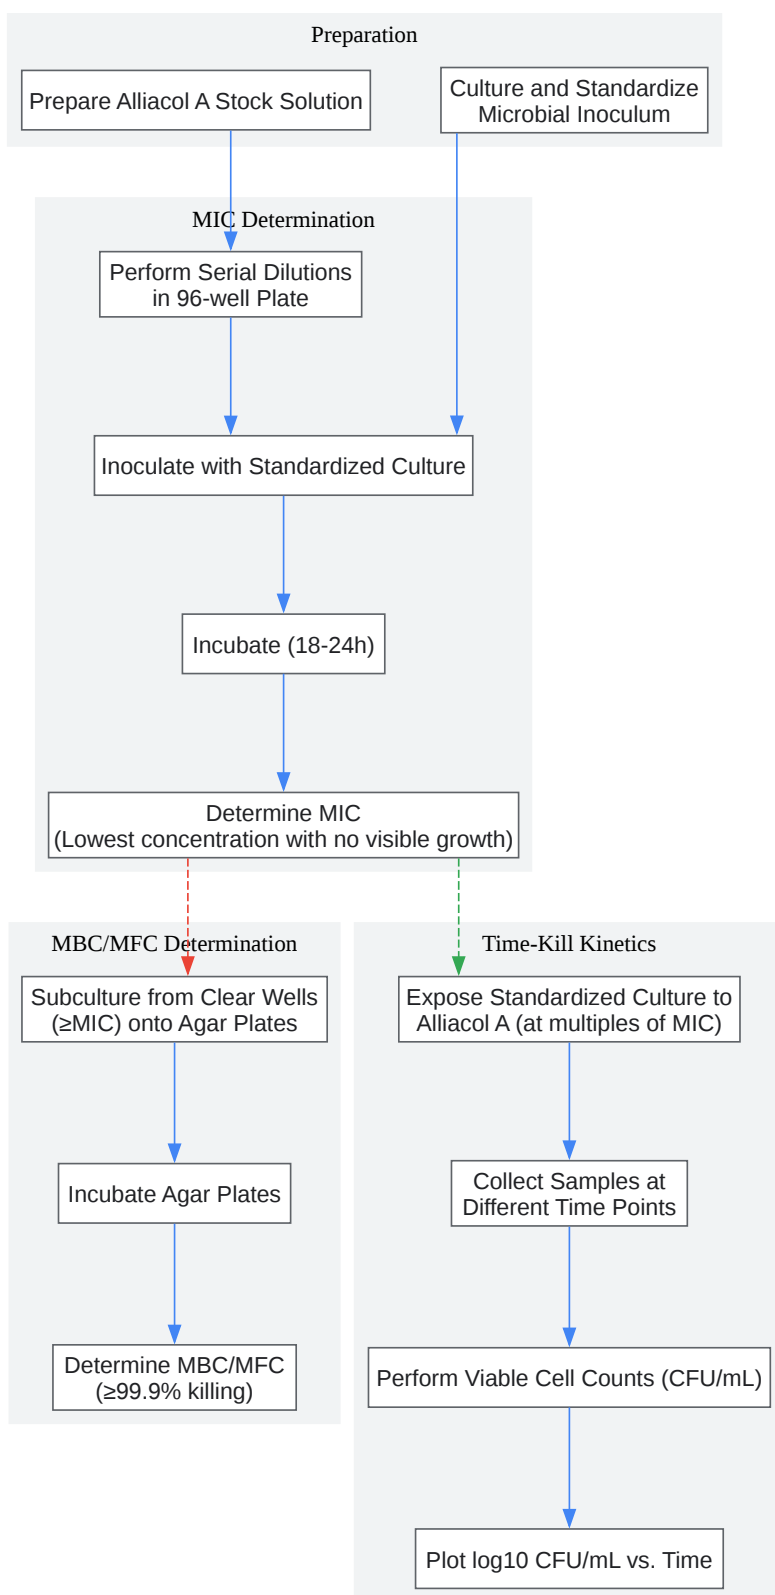 Preparation
Prepare Alliacol A Stock Solution
Culture and Standardize
Microbial Inoculum
MIC Determination
Perform Serial Dilutions
in 96-well Plate
Inoculate with Standardized Culture
Incubate (18-24h)
Determine MIC
(Lowest concentration with no visible growth)
MBC/MFC Determination
Subculture from Clear Wells
(≥MIC) onto Agar Plates
Incubate Agar Plates
Determine MBC/MFC
(≥99.9% killing)
Time-Kill Kinetics
Expose Standardized Culture to
Alliacol A (at multiples of MIC)
Collect Samples at
Different Time Points
Perform Viable Cell Counts (CFU/mL)
Plot log10 CFU/mL vs. Time